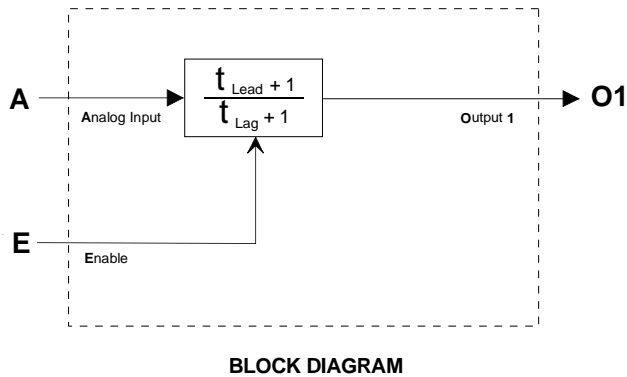 t Lead + 1
t Lag + 1
A
Analog Input
Output 1
O1
E
Enable
BLOCK DIAGRAM